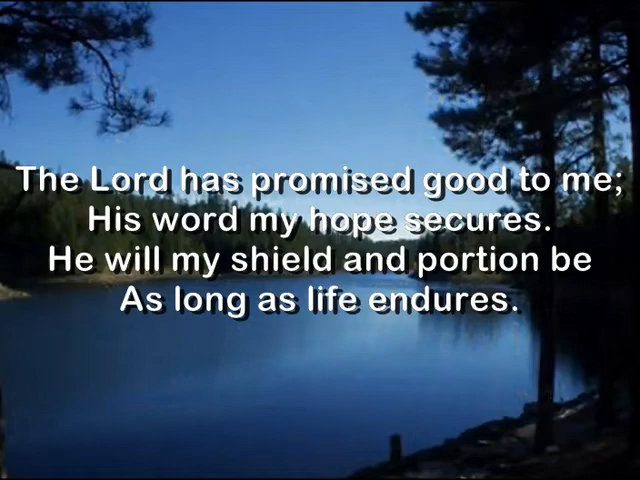 The Lord has promised good to me;
His word my hope secures.
He will my shield and portion be
As long as life endures.